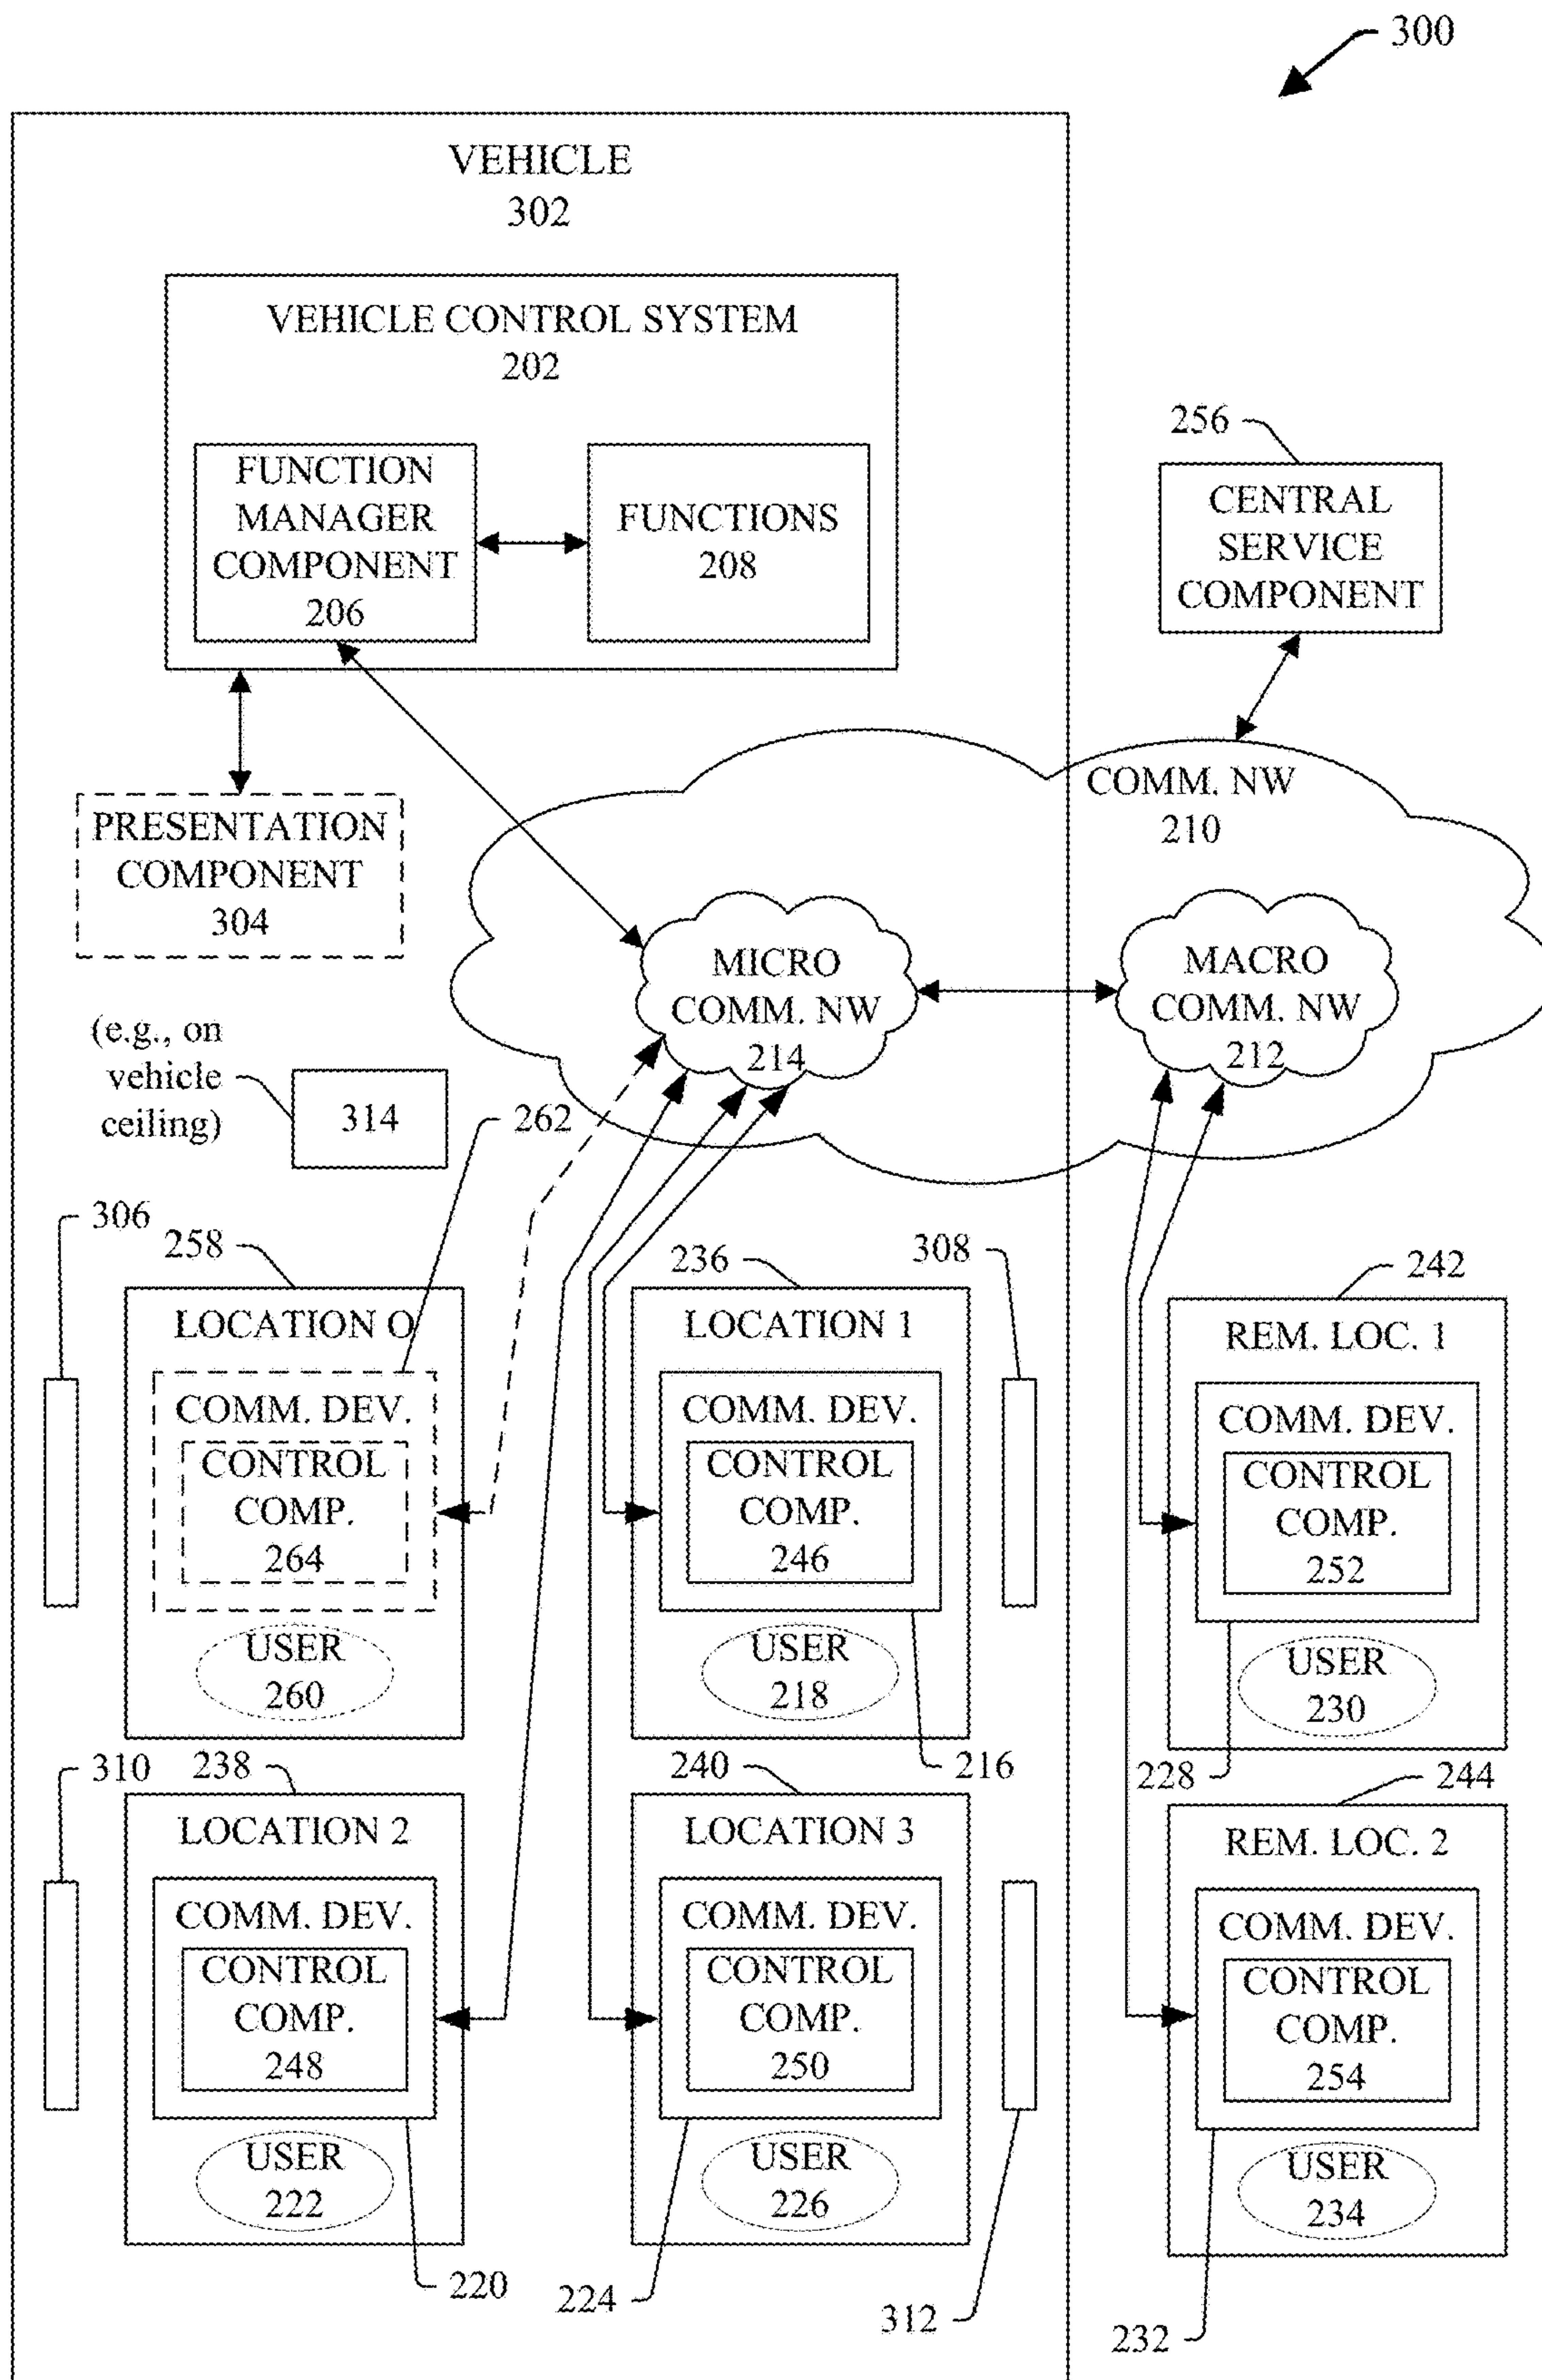 300
VEHICLE
302
VEHICLE CONTROL SYSTEM
202
FUNCTION
MANAGER
COMPONENT
206
FUNCTIONS
208
256
CENTRAL
SERVICE
COMPONENT
COMM. NW
210
PRESENTATION
COMPONENT
304
MICRO
COMM. NW
214
MACRO
COMM. NW
212
(e.g., on
vehicle
ceiling)
314
262
306
258
LOCATION O
COMM. DEV.
CONTROL
COMP.
264
USER
260
236
LOCATION 1
COMM. DEV.
CONTROL
COMP.
246
USER
218
308
216
242
REM. LOC. 1
COMM. DEV.
CONTROL
COMP.
252
USER
230
228
310
238
LOCATION 2
COMM. DEV.
CONTROL
COMP.
248
USER
222
220
240
LOCATION 3
COMM. DEV.
CONTROL
COMP.
250
USER
226
224
312
244
REM. LOC. 2
COMM. DEV.
CONTROL
COMP.
254
USER
234
232